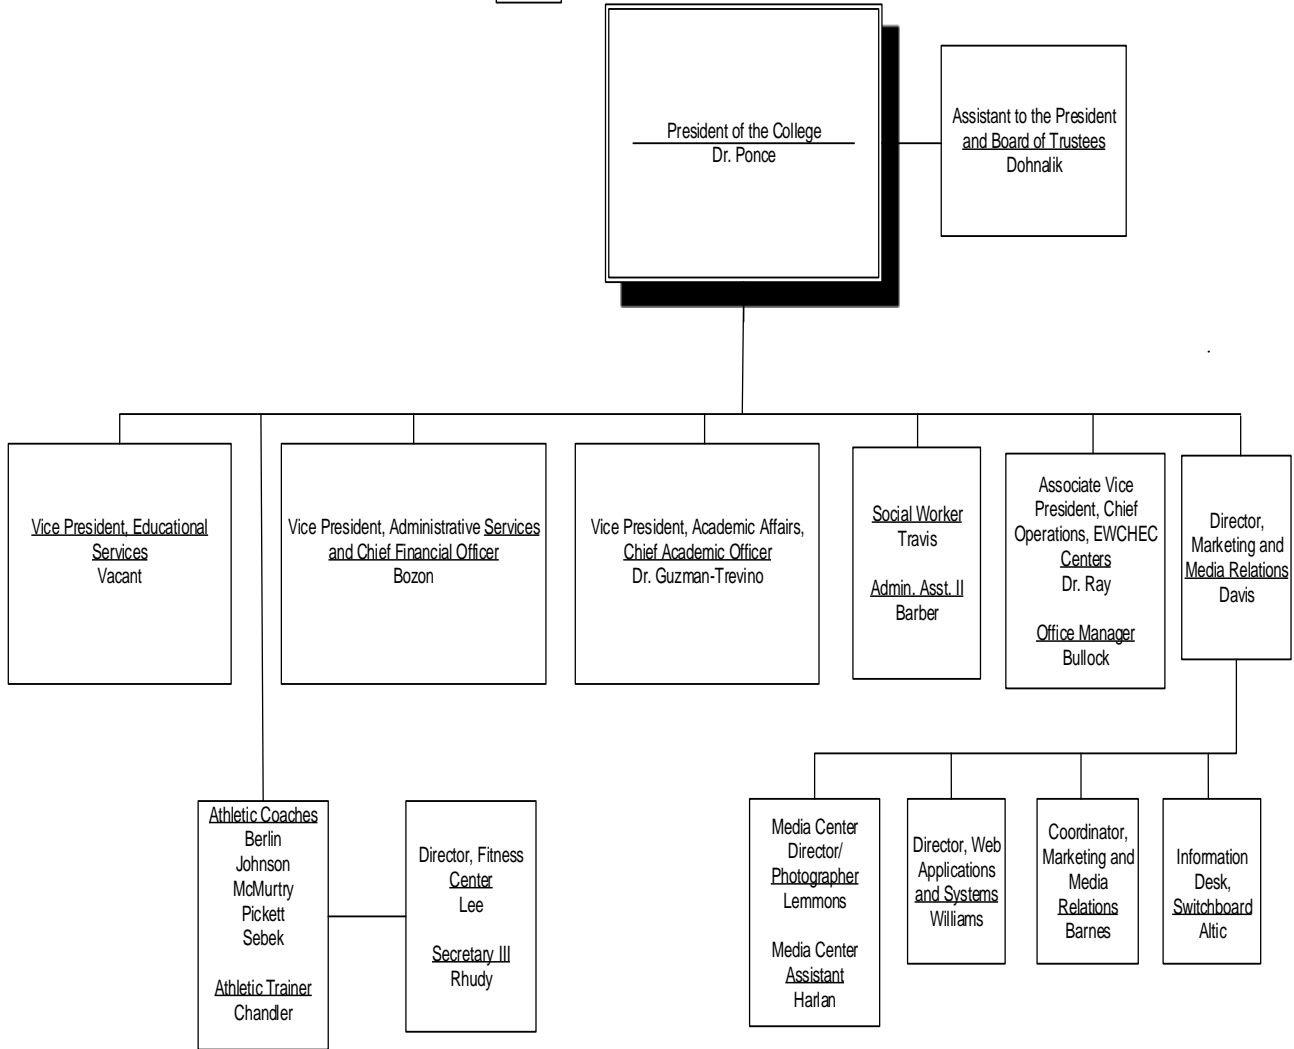 President of the College
Dr. Ponce
Assistant to the President
and Board of Trustees
Dohnalik
Vice President, Educational
Services
Vacant
Vice President, Administrative Services
and Chief Financial Officer
Bozon
Vice President, Academic Affairs,
Chief Academic Officer
Dr. Guzman-Trevino
Social Worker
Travis
Admin. Asst. II
Barber
Associate Vice
President, Chief
Operations, EWCHEC
Centers
Dr. Ray
Office Manager
Bullock
Director,
Marketing and
Media Relations
Davis
Athletic Coaches
Berlin
Johnson
McMurtry
Pickett
Sebek
Athletic Trainer
Chandler
Director, Fitness
Center
Lee
Secretary III
Rhudy
Media Center
Director/
Photographer
Lemmons
Media Center
Assistant
Harlan
Director, Web
Applications
and Systems
Williams
Coordinator,
Marketing and
Media
Relations
Barnes
Information
Desk,
Switchboard
Altic